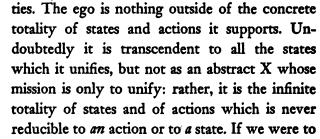 ties. The ego is nothing outside of the concrete
totality of states and actions it supports. Un-
doubtedly it is transcendent to all the states
which it unifies, but not as an abstract X whose
mission is only to unify: rather, it is the infinite
totality of states and of actions which is never
reducible to an action or to a state. If we were to